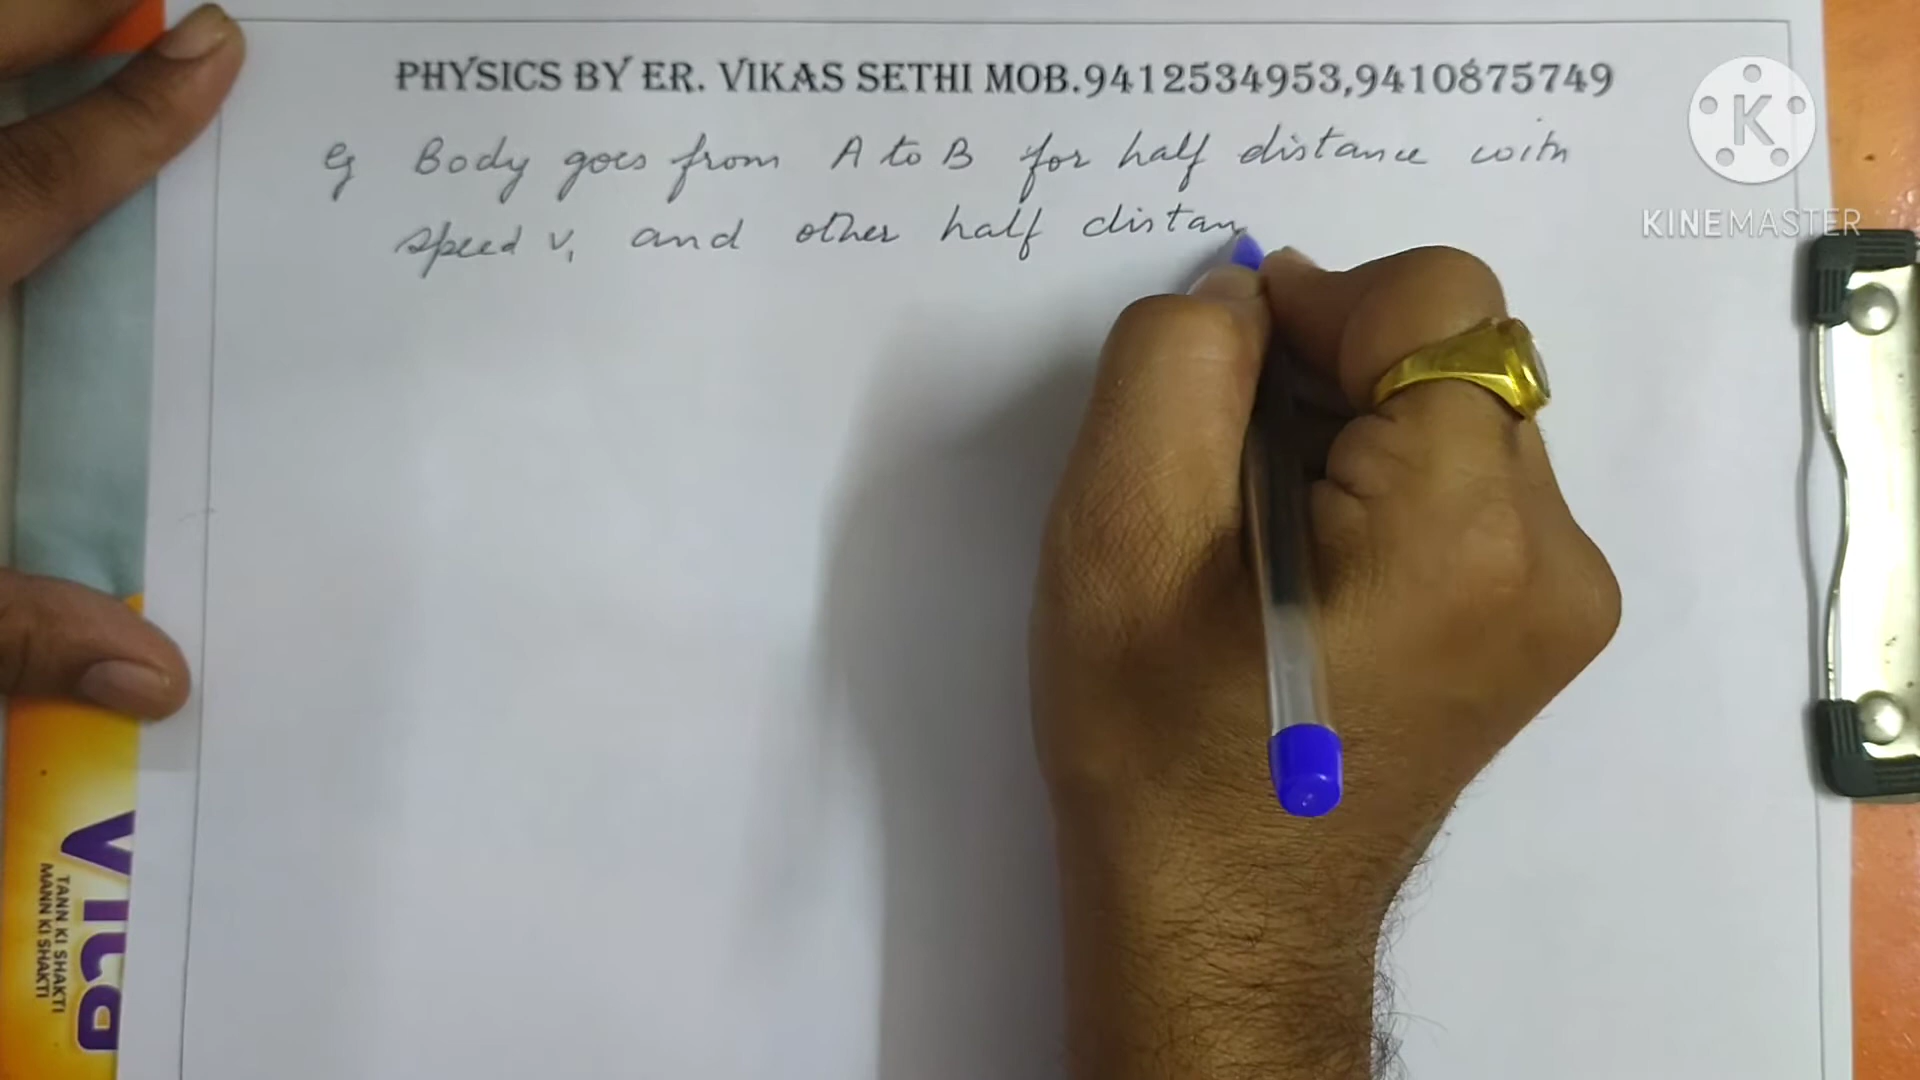 PHYSICS BY ER. VIKAS SETHI MOB.9412534953,9410875749
K
KINEMASTER
eg Body goes from A to B for half distance with
speed v₁ and other half distan
Vita
TANN KI SHAKTI
MANN KI SHAKTI